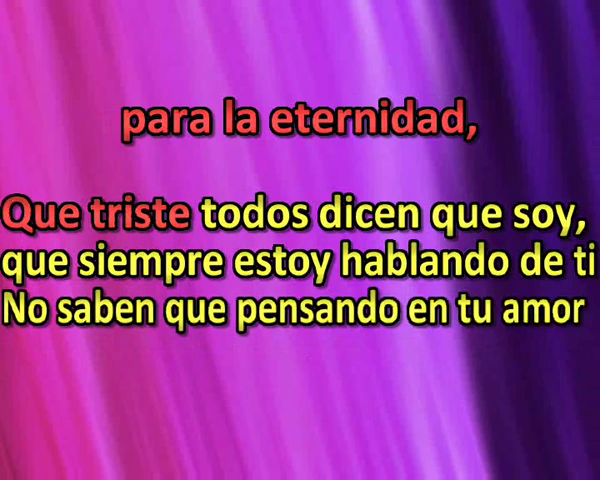 para la eternidad,
Que triste todos dicen que soy,
que siempre estoy hablando de ti
No saben que pensando en tu amor